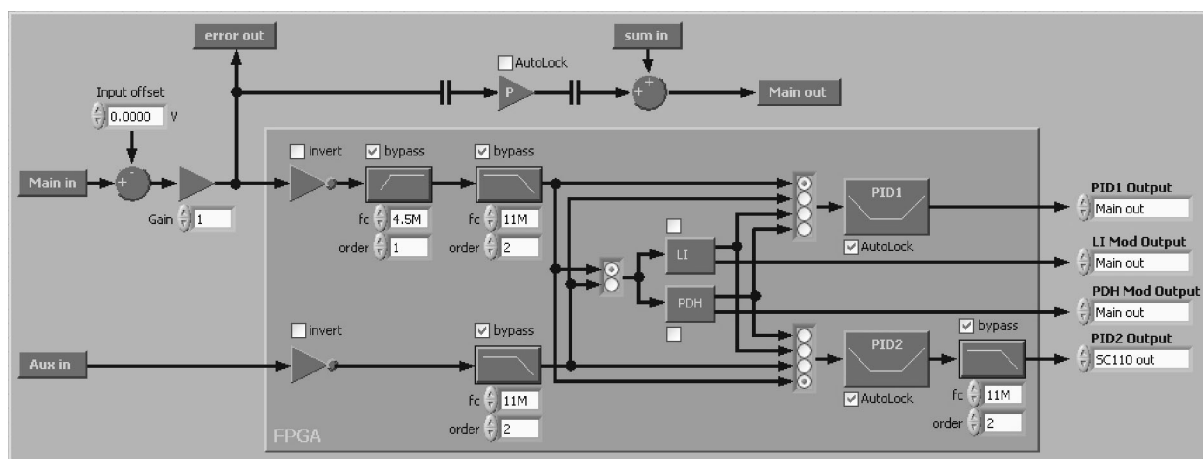 error out
sum in
AutoLock
Input offset
0.0000 V
P
Main out
Main in
Gain 1
invert
bypass
bypass
fc 4.5M
fc 11M
order 1
order 2
PID1
AutoLock
PID1 Output
Main out
LI
LI Mod Output
Main out
PDH
PDH Mod Output
Main out
Aux in
invert
bypass
fc 11M
order 2
PID2
AutoLock
bypass
fc 11M
order 2
PID2 Output
SC110 out
FPGA